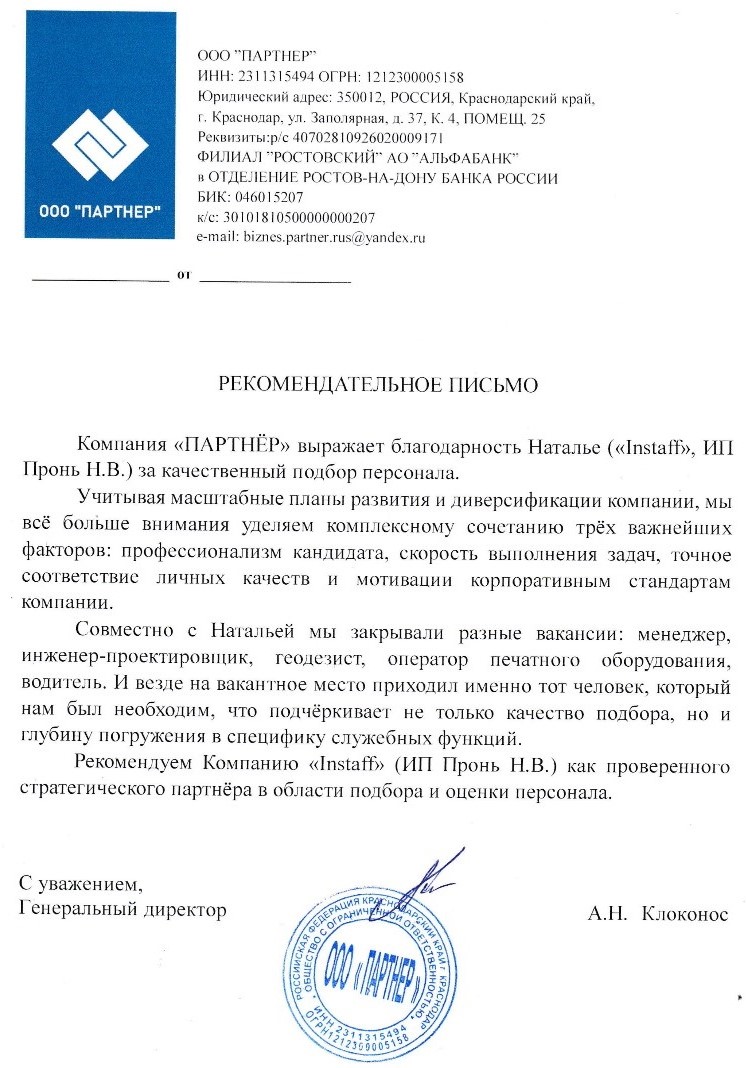 ООО "ПАРТНЕР"
ООО "ПАРТНЕР"
ИНН: 2311315494 ОГРН: 1212300005158
Юридический адрес: 350012, РОССИЯ, Краснодарский край,
г. Краснодар, ул. Заполярная, д. 37, К. 4, ПОМЕЩ. 25
Реквизиты:р/с 40702810926020009171
ФИЛИАЛ "РОСТОВСКИЙ" АО "АЛЬФАБАНК"
в ОТДЕЛЕНИЕ РОСТОВ-НА-ДОНУ БАНКА РОССИИ
БИК: 046015207
к/с: 30101810500000000207
e-mail: biznes.partner.rus@yandex.ru
от
РЕКОМЕНДАТЕЛЬНОЕ ПИСЬМО
Компания «ПАРТНЁР» выражает благодарность Наталье («Instaff», ИП
Пронь Н.В.) за качественный подбор персонала.
Учитывая масштабные планы развития и диверсификации компании, мы
всё больше внимания уделяем комплексному сочетанию трёх важнейших
факторов: профессионализм кандидата, скорость выполнения задач, точное
соответствие личных качеств и мотивации корпоративным стандартам
компании.
Совместно с Натальей мы закрывали разные вакансии: менеджер,
инженер-проектировщик, геодезист, оператор печатного оборудования,
водитель. И везде на вакантное место приходил именно тот человек, который
нам был необходим, что подчёркивает не только качество подбора, но и
глубину погружения в специфику служебных функций.
Рекомендуем Компанию «Instaff» (ИП Пронь Н.В.) как проверенного
стратегического партнёра в области подбора и оценки персонала.
С уважением,
Генеральный директор
А.Н. Клоконос
РОССИЙСКАЯ ФЕДЕРАЦИЯ КРАСНОДАРСКИЙ КРАЙ г. КРАСНОДАР
ОБЩЕСТВО С ОГРАНИЧЕННОЙ ОТВЕТСТВЕННОСТЬЮ
ООО «ПАРТНЕР»
ИНН 2311315494
ОГРН1212300005158